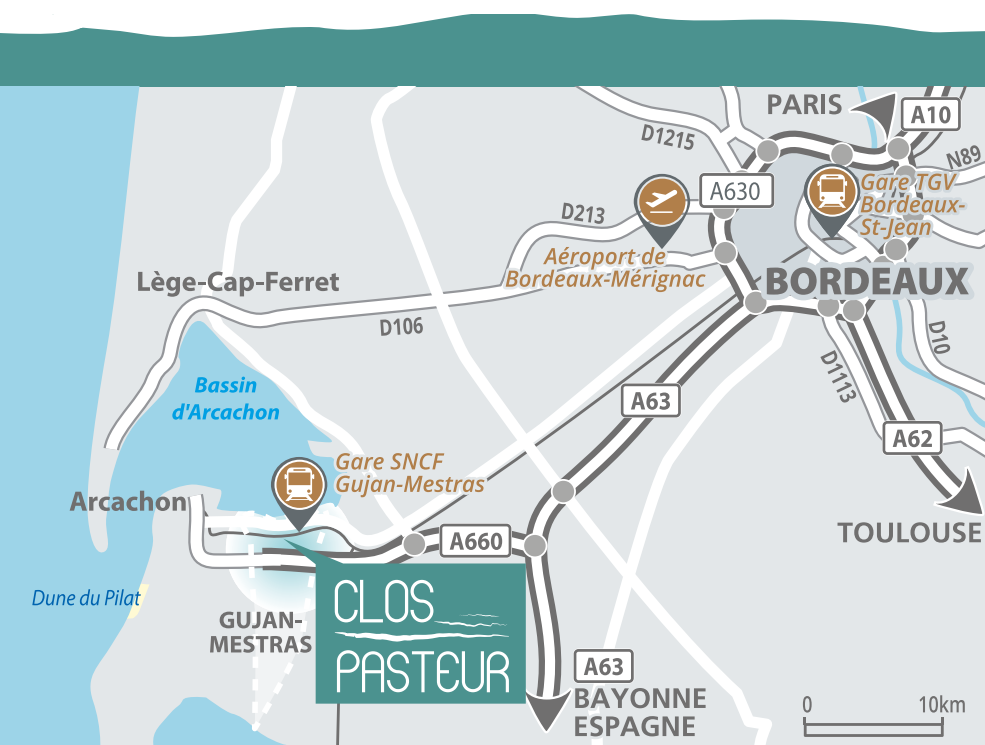 PARIS
A10
D1215
N89
A630
Gare TGV
Bordeaux-
St-Jean
D213
Aéroport de
Bordeaux-Mérignac
BORDEAUX
Lège-Cap-Ferret
D106
D10
D1113
Bassin
d'Arcachon
A63
A62
Gare SNCF
Gujan-Mestras
Arcachon
A660
TOULOUSE
Dune du Pilat
CLOS
PASTEUR
GUJAN-
MESTRAS
A63
BAYONNE
ESPAGNE
0 10km